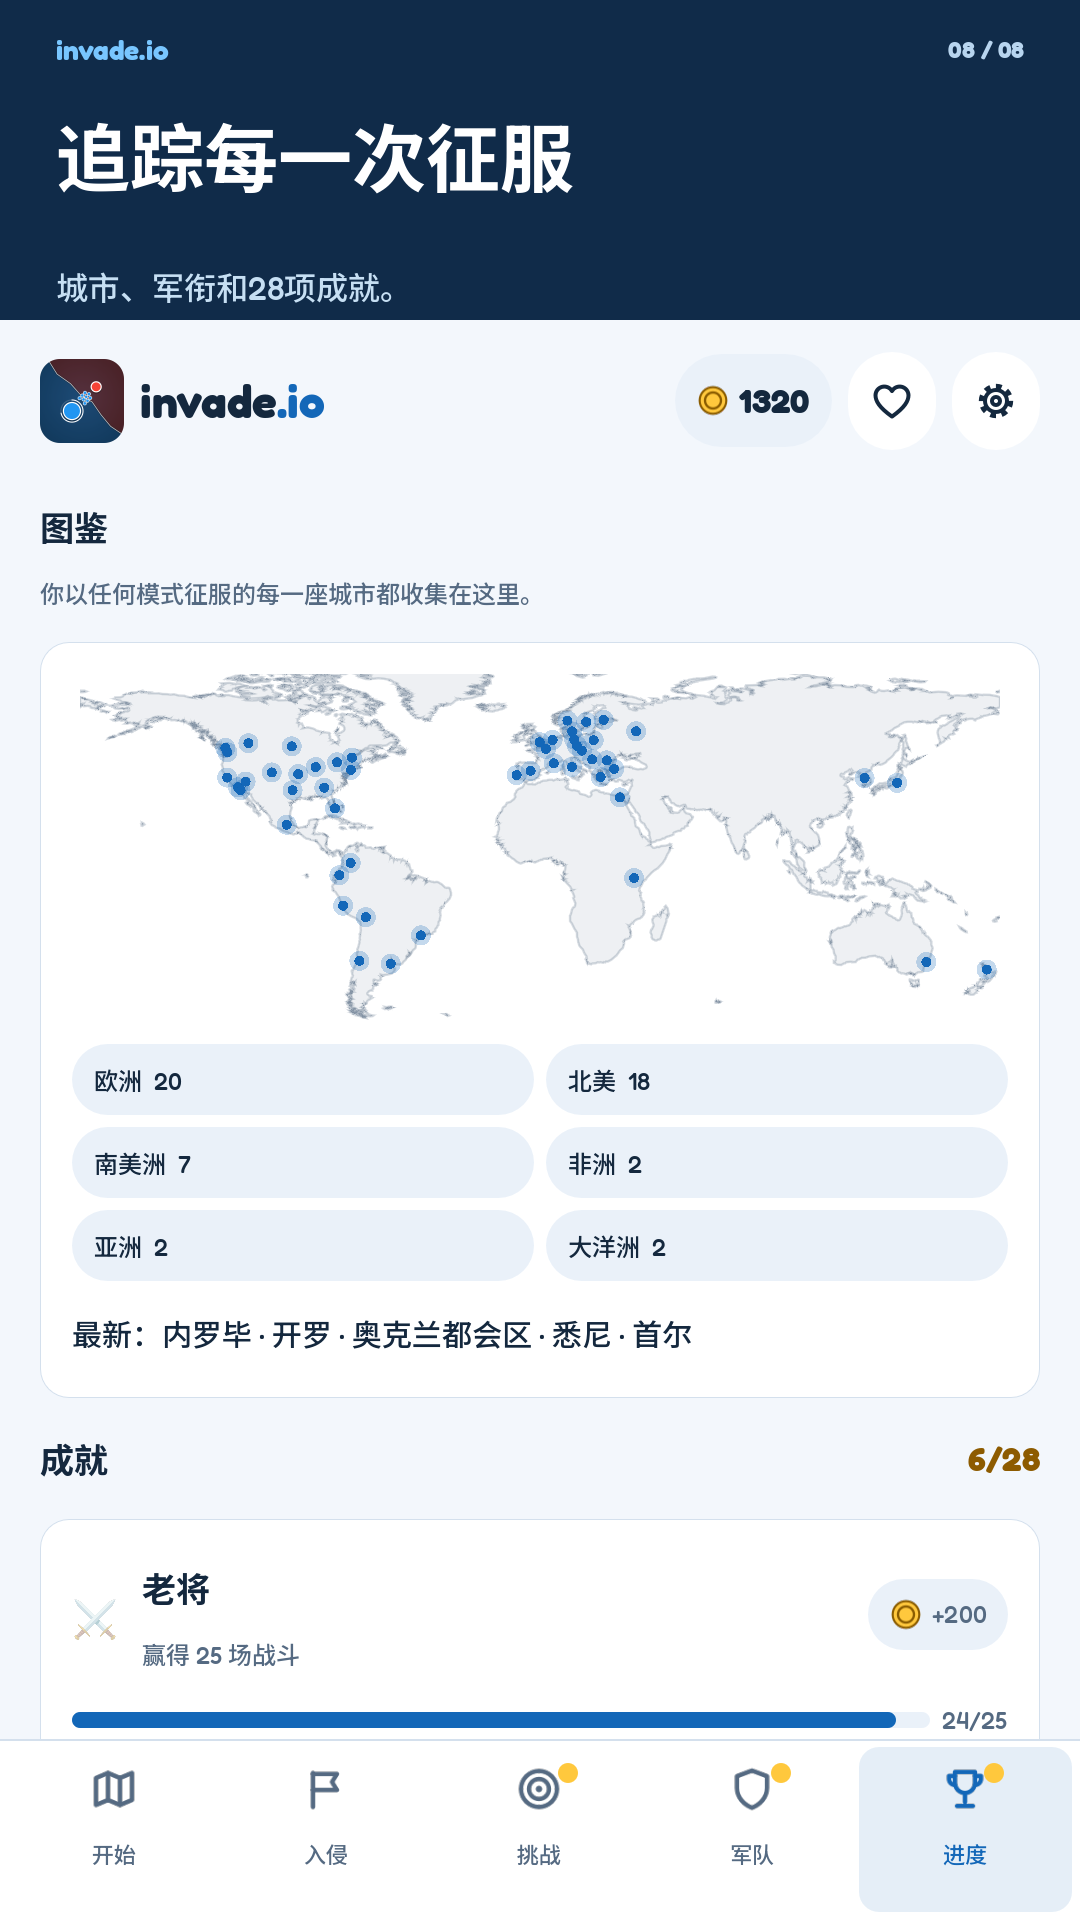 invade.io
08 / 08
追踪每一次征服
城市、军衔和28项成就。
invade.io
1320
图鉴
你以任何模式征服的每一座城市都收集在这里。
欧洲 20
北美 18
南美洲 7
非洲 2
亚洲 2
大洋洲 2
最新：内罗毕 · 开罗 · 奥克兰都会区 · 悉尼 · 首尔
成就
6/28
老将
+200
赢得 25 场战斗
24/25
开始
入侵
挑战
军队
进度